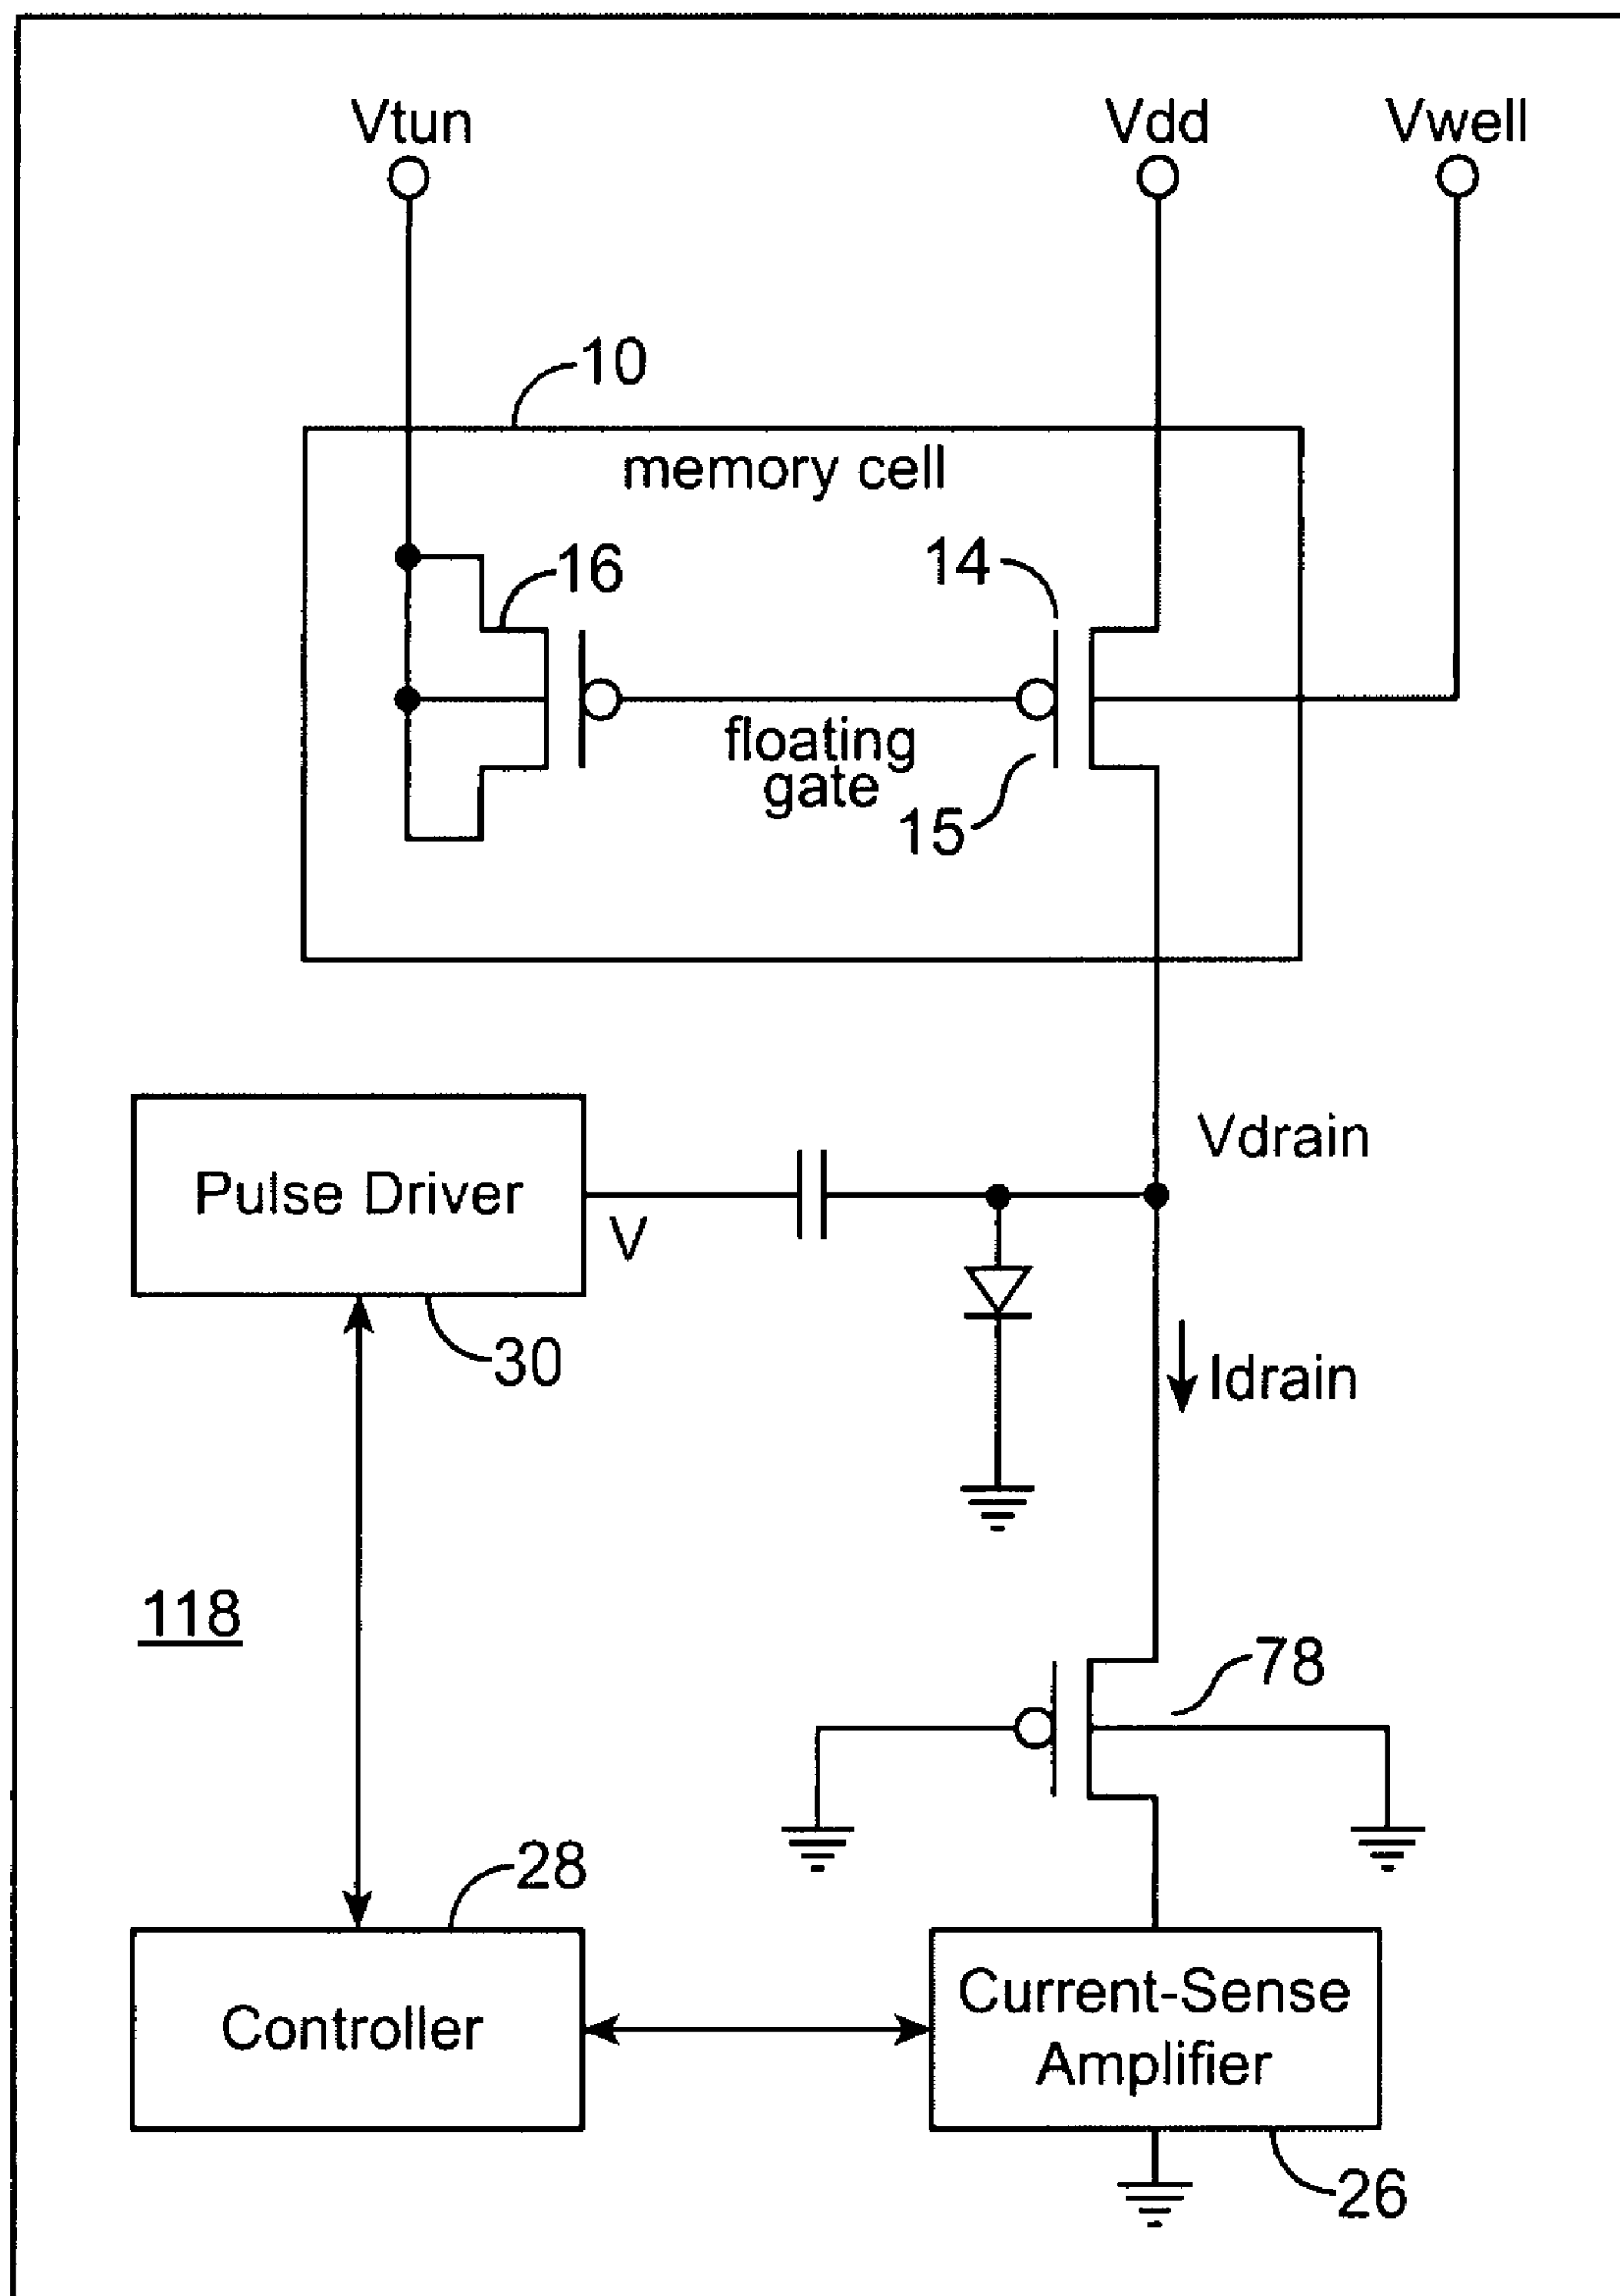 Vtun
Vdd
Vwell
10
memory cell
16
14
floating
gate
15
Vdrain
Pulse Driver
V
30
Idrain
118
78
28
Controller
Current-Sense
Amplifier
26